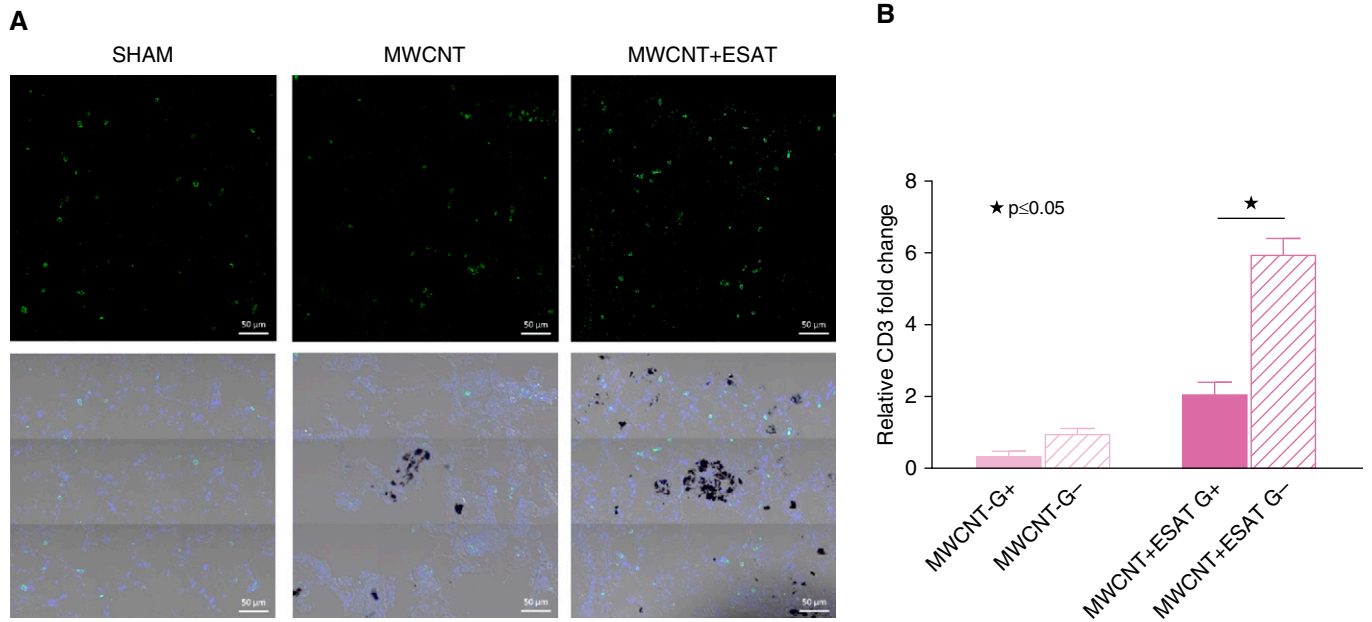 A
SHAM
MWCNT
MWCNT+ESAT
50 µm
50 µm
50 µm
50 µm
50 µm
50 µm
B
Relative CD3 fold change
8
6
4
2
0
★ p≤0.05
★
MWCNT-G+
MWCNT-G–
MWCNT+ESAT G+
MWCNT+ESAT G–